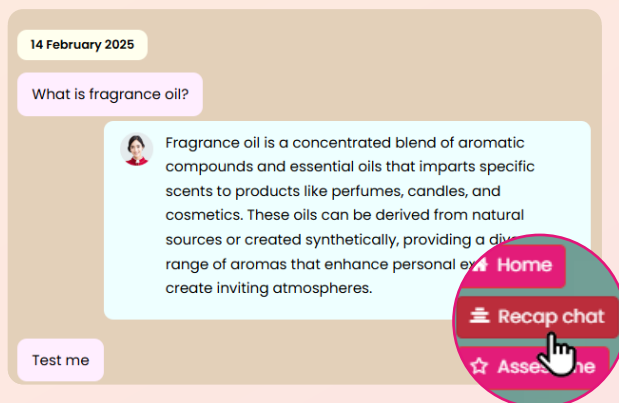 14 February 2025
What is fragrance oil?
Fragrance oil is a concentrated blend of aromatic
compounds and essential oils that imparts specific
scents to products like perfumes, candles, and
cosmetics. These oils can be derived from natural
sources or created synthetically, providing a
range of aromas that enhance personal
create inviting atmospheres.
Home
Recap chat
Test me